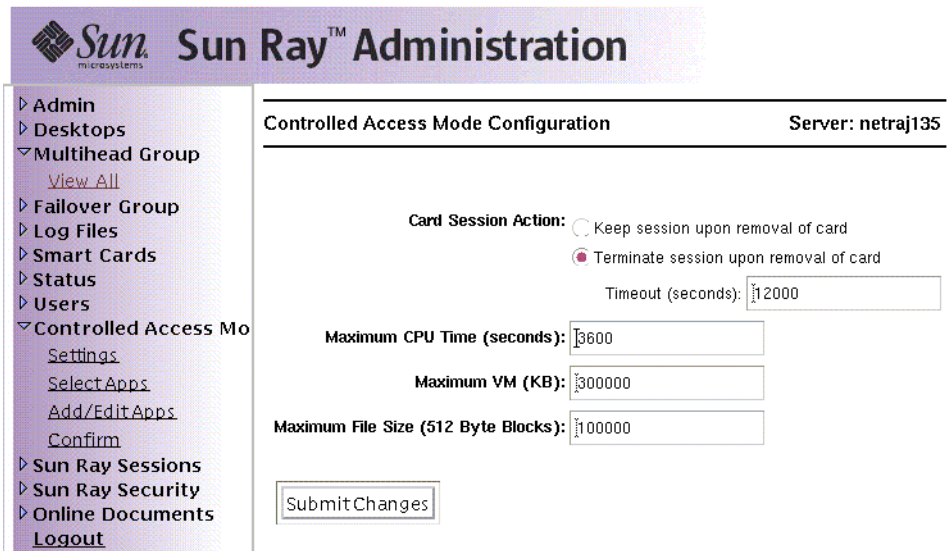 Sun microsystems
Sun Ray™ Administration
Admin
Desktops
Multihead Group
View All
Failover Group
Log Files
Smart Cards
Status
Users
Controlled Access Mo
Settings
Select Apps
Add/Edit Apps
Confirm
Sun Ray Sessions
Sun Ray Security
Online Documents
Logout
Controlled Access Mode Configuration Server: netraj135
Card Session Action: Keep session upon removal of card
Terminate session upon removal of card
Timeout (seconds): 12000
Maximum CPU Time (seconds): 3600
Maximum VM (KB): 300000
Maximum File Size (512 Byte Blocks): 100000
Submit Changes